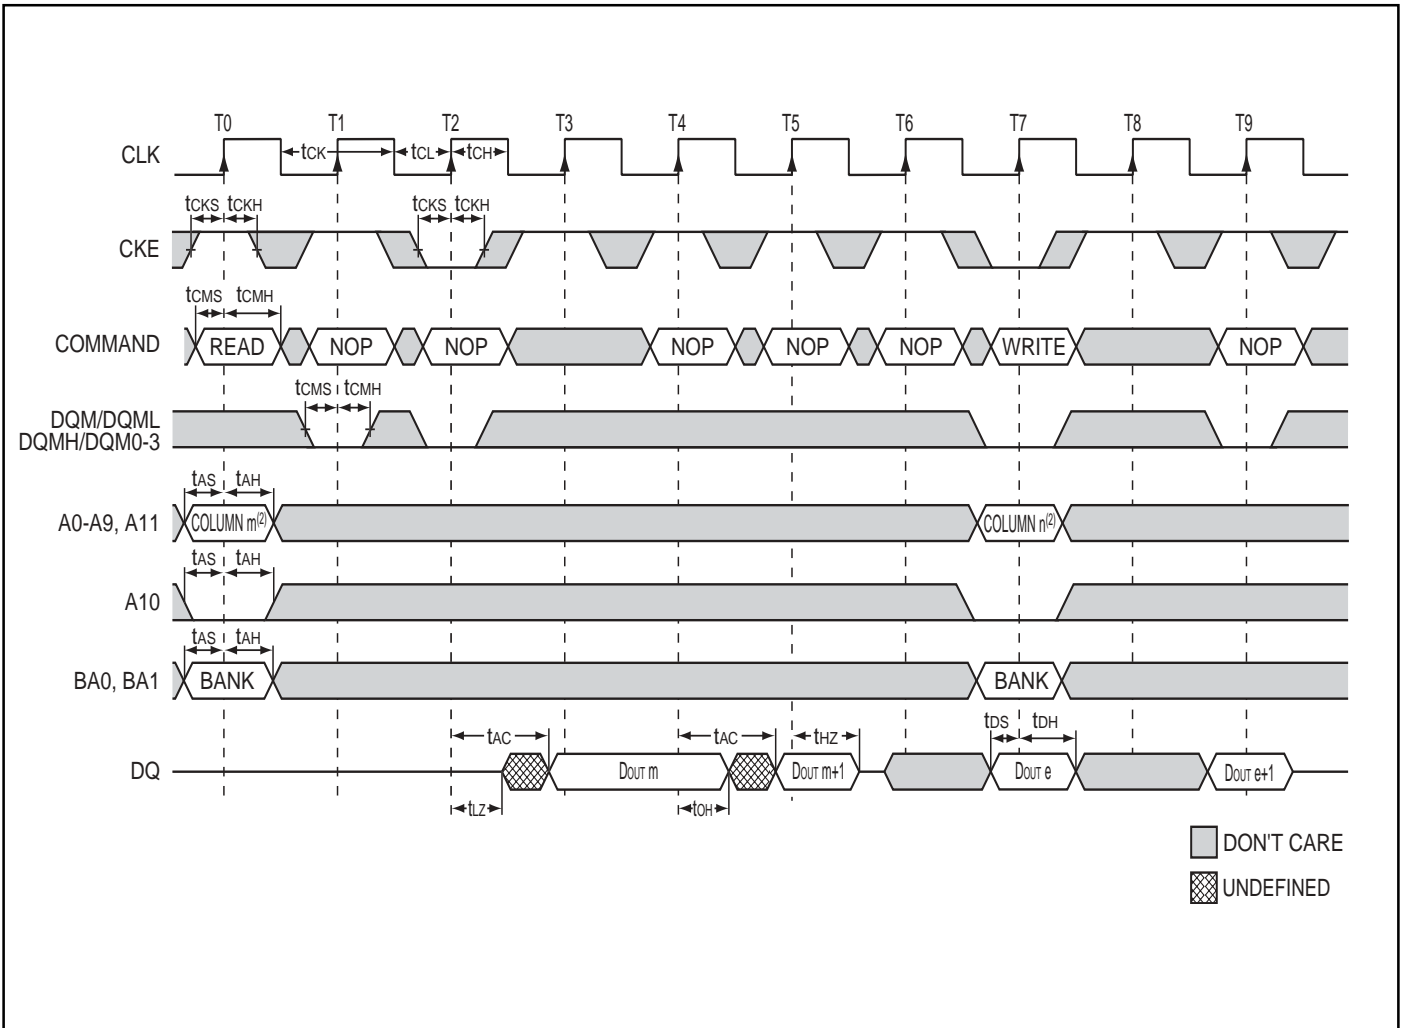 T0 T1 T2 T3 T4 T5 T6 T7 T8 T9
CLK tCK tCL tCH
tCKS tCKH tCKS tCKH
CKE
tCMS tCMH
COMMAND READ NOP NOP NOP NOP NOP WRITE NOP
tCMS tCMH
DQM/DQML
DQMH/DQM0-3
tAS tAH
A0-A9, A11 COLUMN m(2) COLUMN n(2)
tAS tAH
A10
tAS tAH
BA0, BA1 BANK BANK
tAC tAC tHZ tDS tDH
DQ DOUT m DOUT m+1 DOUT e DOUT e+1
tLZ tOH
DON'T CARE
UNDEFINED